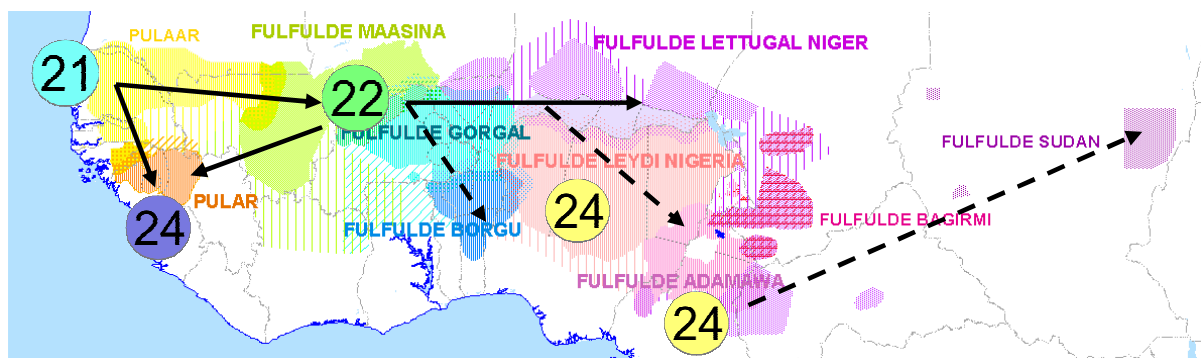 PULAAR
FULFULDE MAASINA
FULFULDE LETTUGAL NIGER
21
22
FULFULDE GORGAL
FULFULDE SUDAN
FULFULDE LEYDI NIGERIA
PULAR
24
24
FULFULDE BORGU
FULFULDE BAGIRMI
FULFULDE ADAMAWA
24